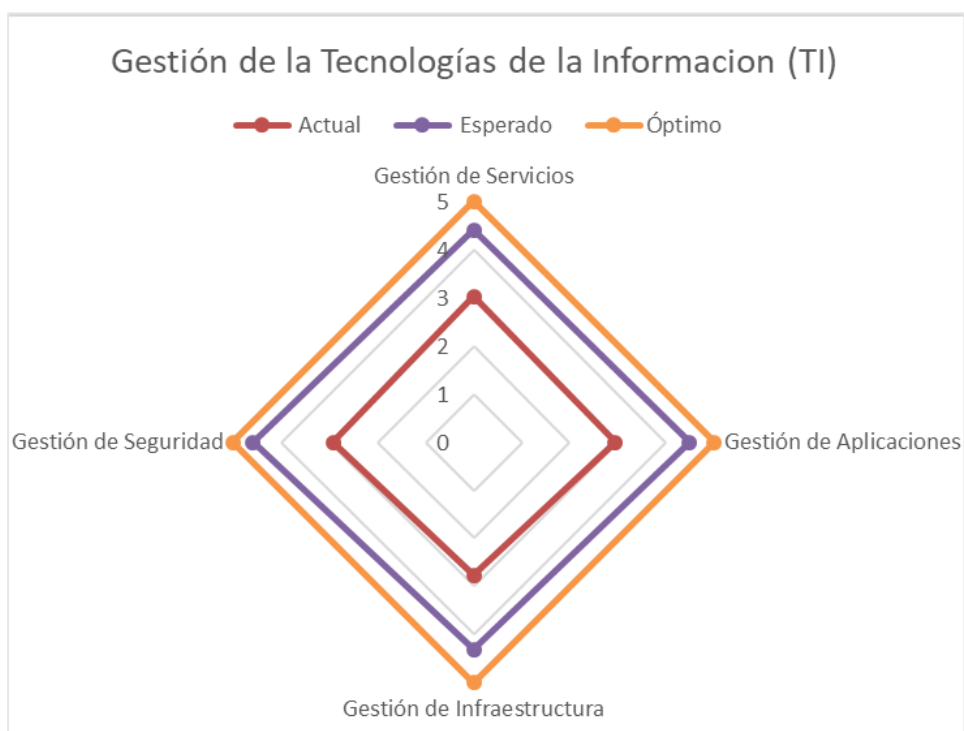 Gestión de la Tecnologías de la Informacion (TI)
Actual Esperado Óptimo
Gestión de Servicios
5
4
3
2
1
Gestión de Seguridad 0 Gestión de Aplicaciones
Gestión de Infraestructura